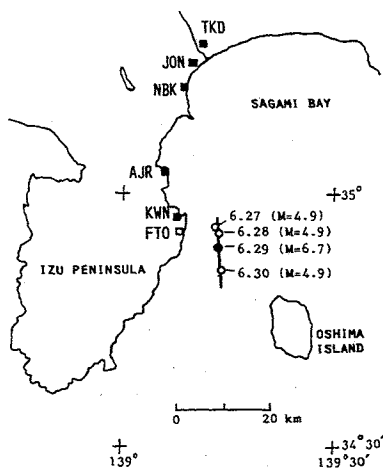 TKD
JON
NBK
SAGAMI BAY
AJR
35°
KWN
6.27 (M=4.9)
6.28 (M=4.9)
FTO
6.29 (M=6.7)
IZU PENINSULA
6.30 (M=4.9)
OSHIMA
ISLAND
0 20
km
34°30'
139° 139°30'